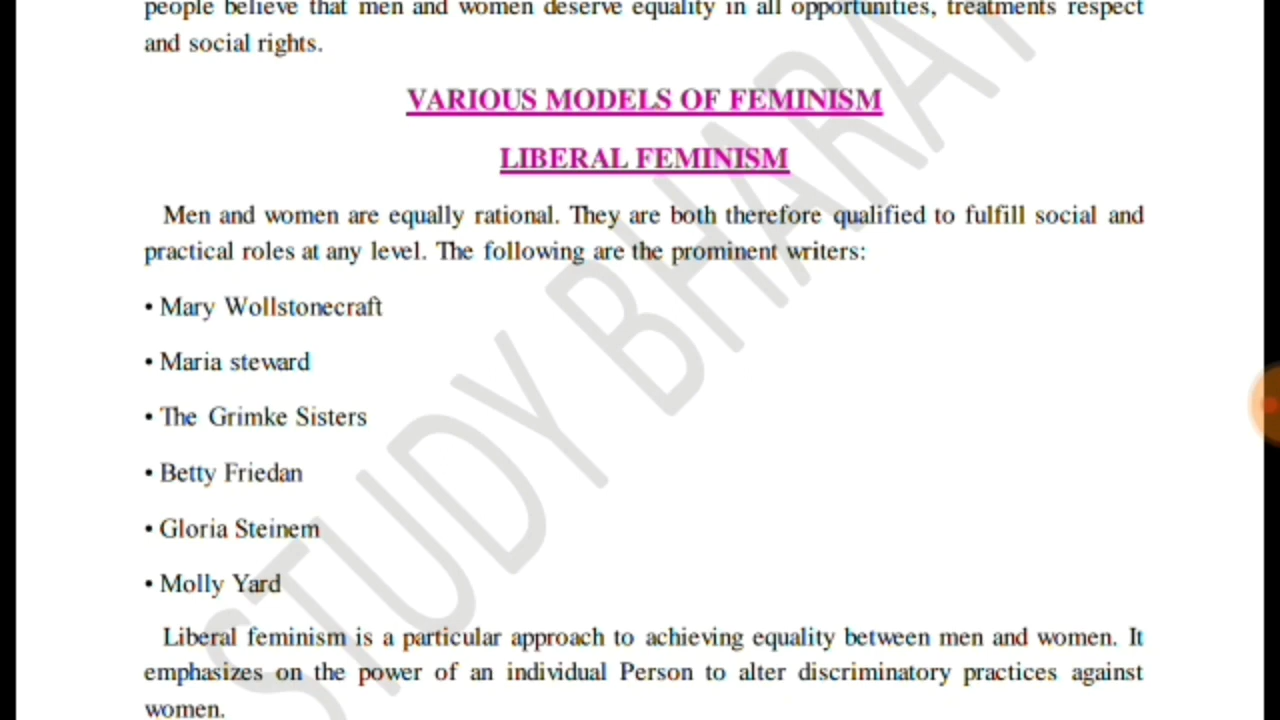 people believe that men and women deserve equality in all opportunities, treatments respect
and social rights.
VARIOUS MODELS OF FEMINISM
LIBERAL FEMINISM
Men and women are equally rational. They are both therefore qualified to fulfill social and
practical roles at any level. The following are the prominent writers:
• Mary Wollstonecraft
• Maria steward
• The Grimke Sisters
• Betty Friedan
• Gloria Steinem
• Molly Yard
Liberal feminism is a particular approach to achieving equality between men and women. It
emphasizes on the power of an individual Person to alter discriminatory practices against
women.
STUDY BHARAT